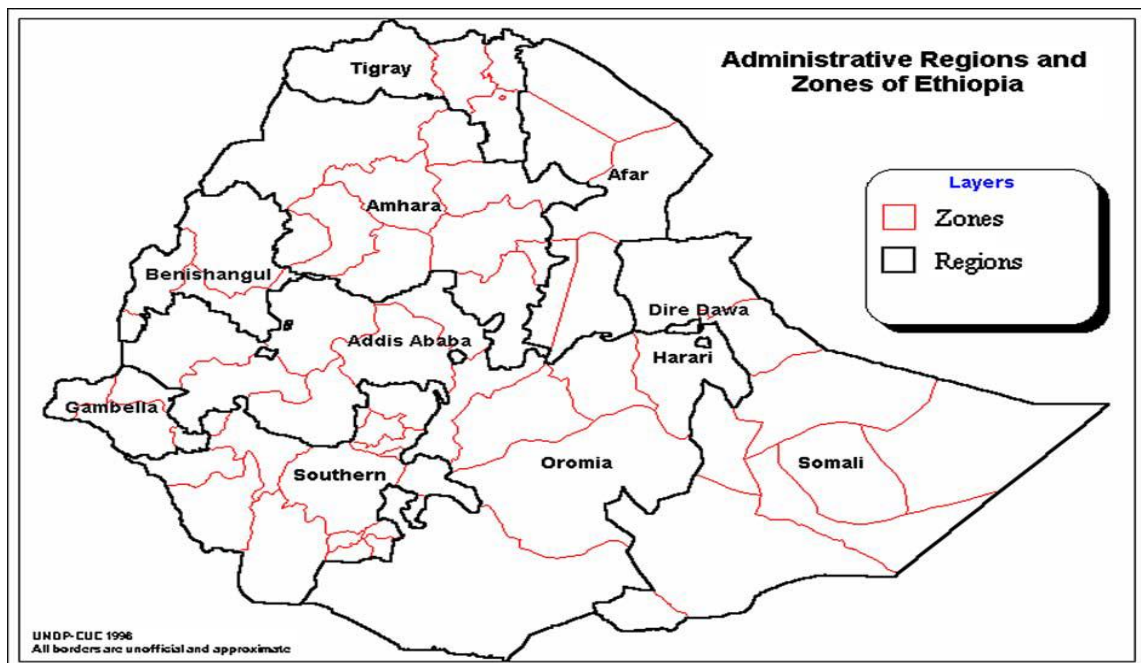 Administrative Regions and
Zones of Ethiopia
Tigray
Afar
Layers
Zones
Regions
Amhara
Benishangul
Dire Dawa
Addis Ababa
Harari
Gambella
Oromia
Somali
Southern
UNDP-EUE 1998
All borders are unofficial and approximate